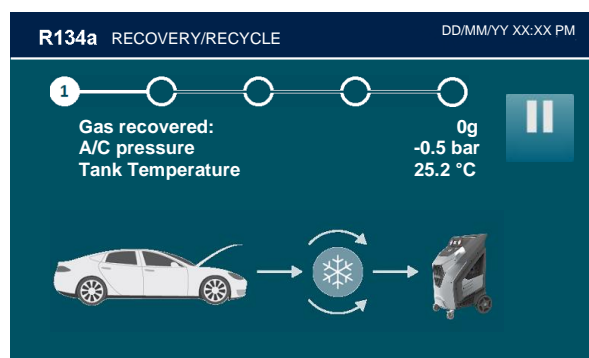 R134a RECOVERY/RECYCLE DD/MM/YY XX:XX PM
1
Gas recovered: 0g
A/C pressure -0.5 bar
Tank Temperature 25.2 °C